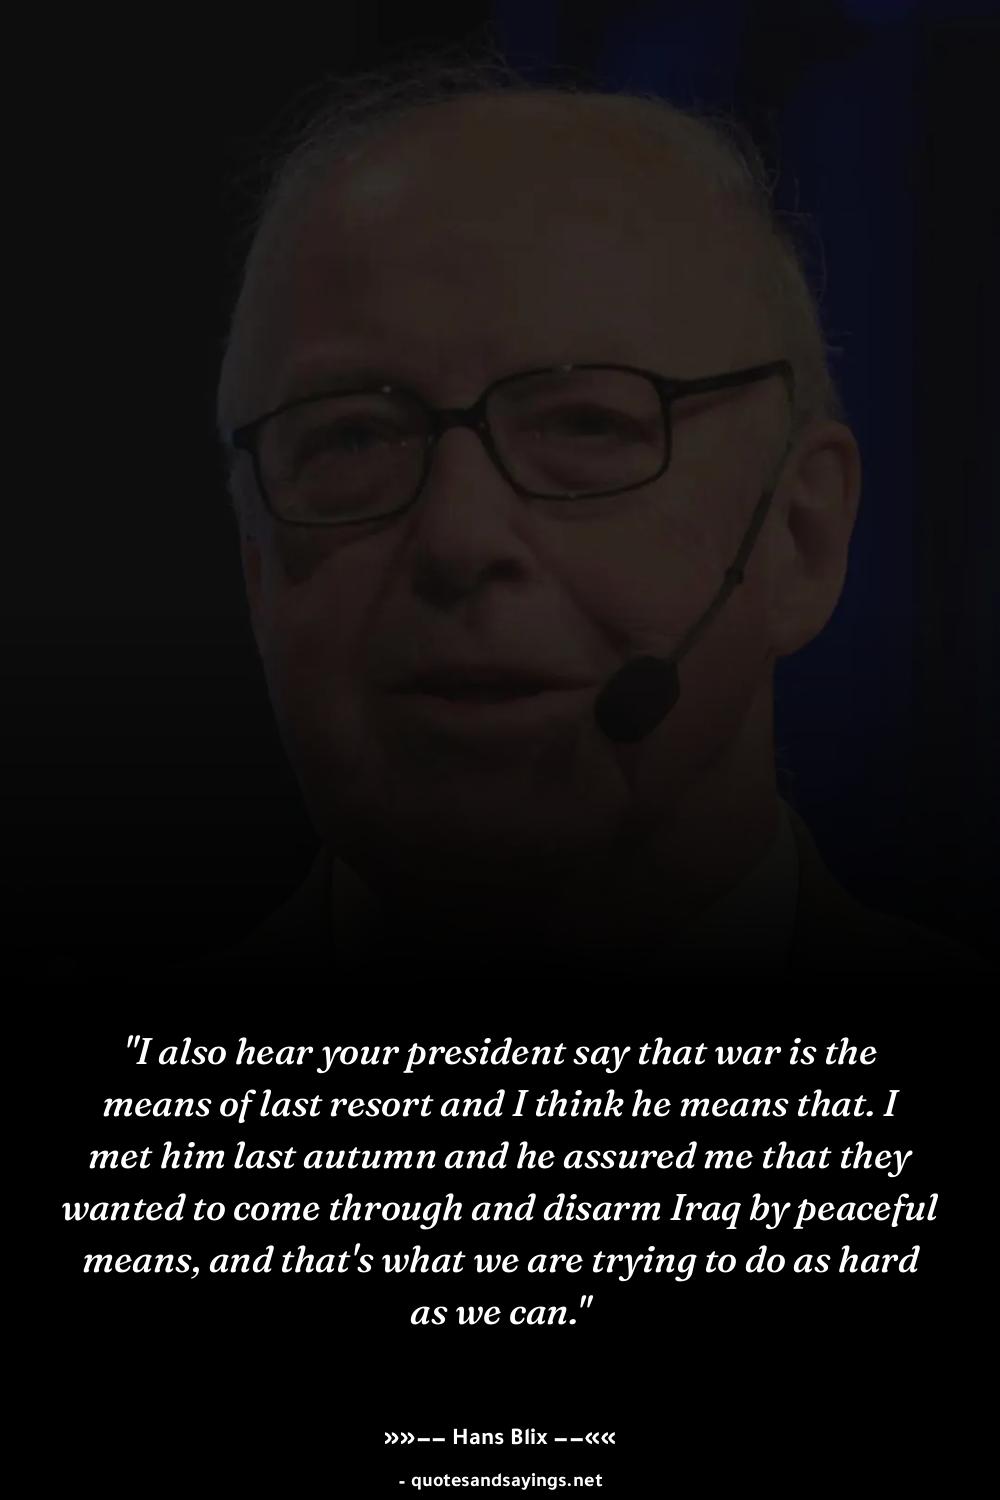 "I also hear your president say that war is the
means of last resort and I think he means that. I
met him last autumn and he assured me that they
wanted to come through and disarm Iraq by peaceful
means, and that's what we are trying to do as hard
as we can."
»»−− Hans Blix −−««
- quotesandsayings.net